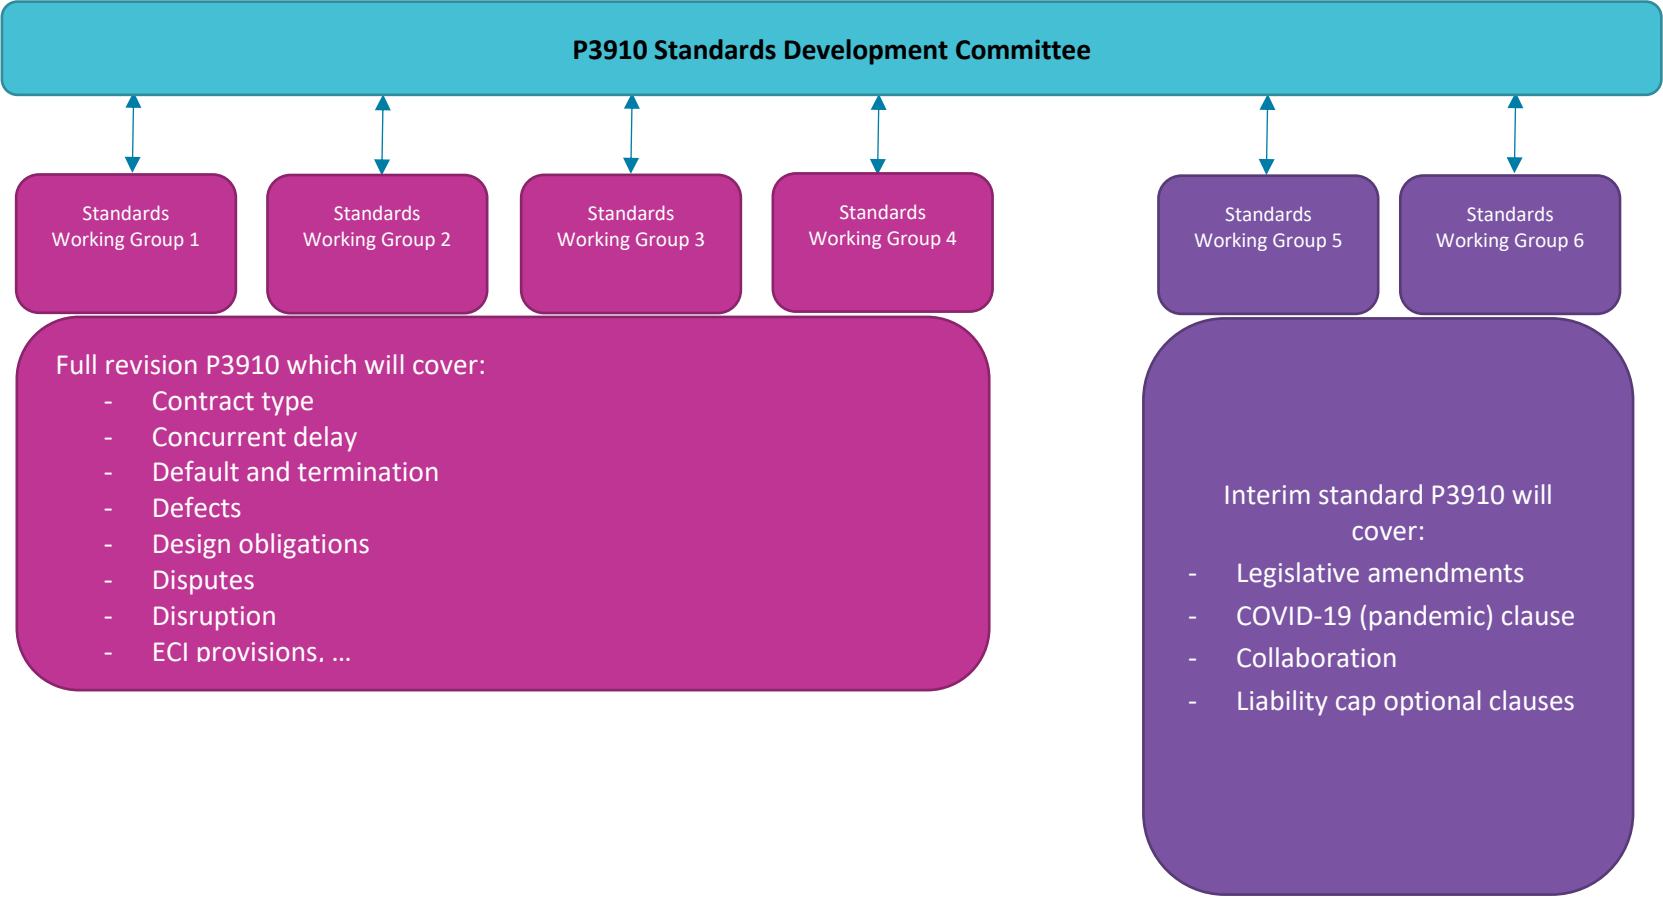 P3910 Standards Development Committee
Standards
Working Group 1
Standards
Working Group 2
Standards
Working Group 3
Standards
Working Group 4
Standards
Working Group 5
Standards
Working Group 6
Full revision P3910 which will cover:
- Contract type
- Concurrent delay
- Default and termination
- Defects
- Design obligations
- Disputes
- Disruption
- ECI provisions, ...
Interim standard P3910 will
cover:
- Legislative amendments
- COVID-19 (pandemic) clause
- Collaboration
- Liability cap optional clauses